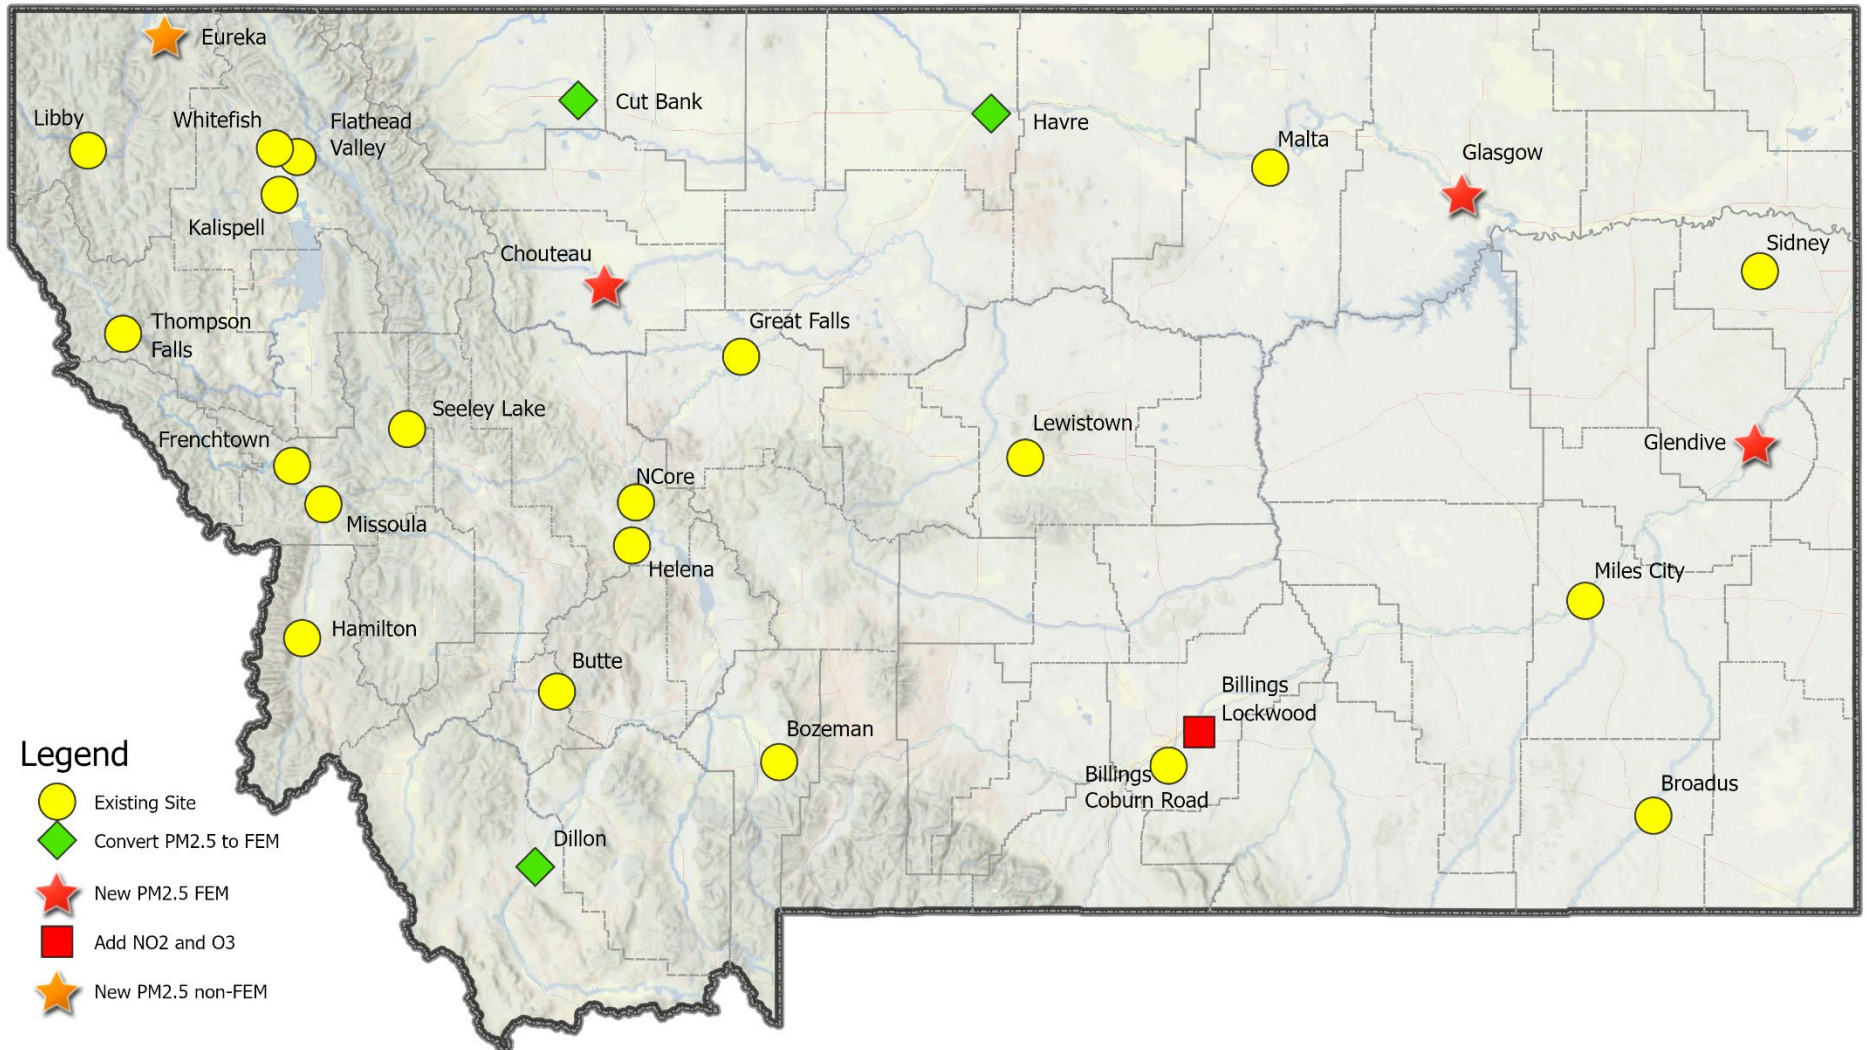 Eureka
Cut Bank
Libby
Whitefish
Flathead
Valley
Havre
Malta
Glasgow
Kalispell
Chouteau
Sidney
Thompson
Falls
Great Falls
Seeley Lake
Lewistown
Frenchtown
Glendive
NCore
Missoula
Helena
Miles City
Hamilton
Butte
Billings
Lockwood
Bozeman
Billings
Coburn Road
Broadus
Dillon
Legend
Existing Site
Convert PM2.5 to FEM
New PM2.5 FEM
Add NO2 and O3
New PM2.5 non-FEM